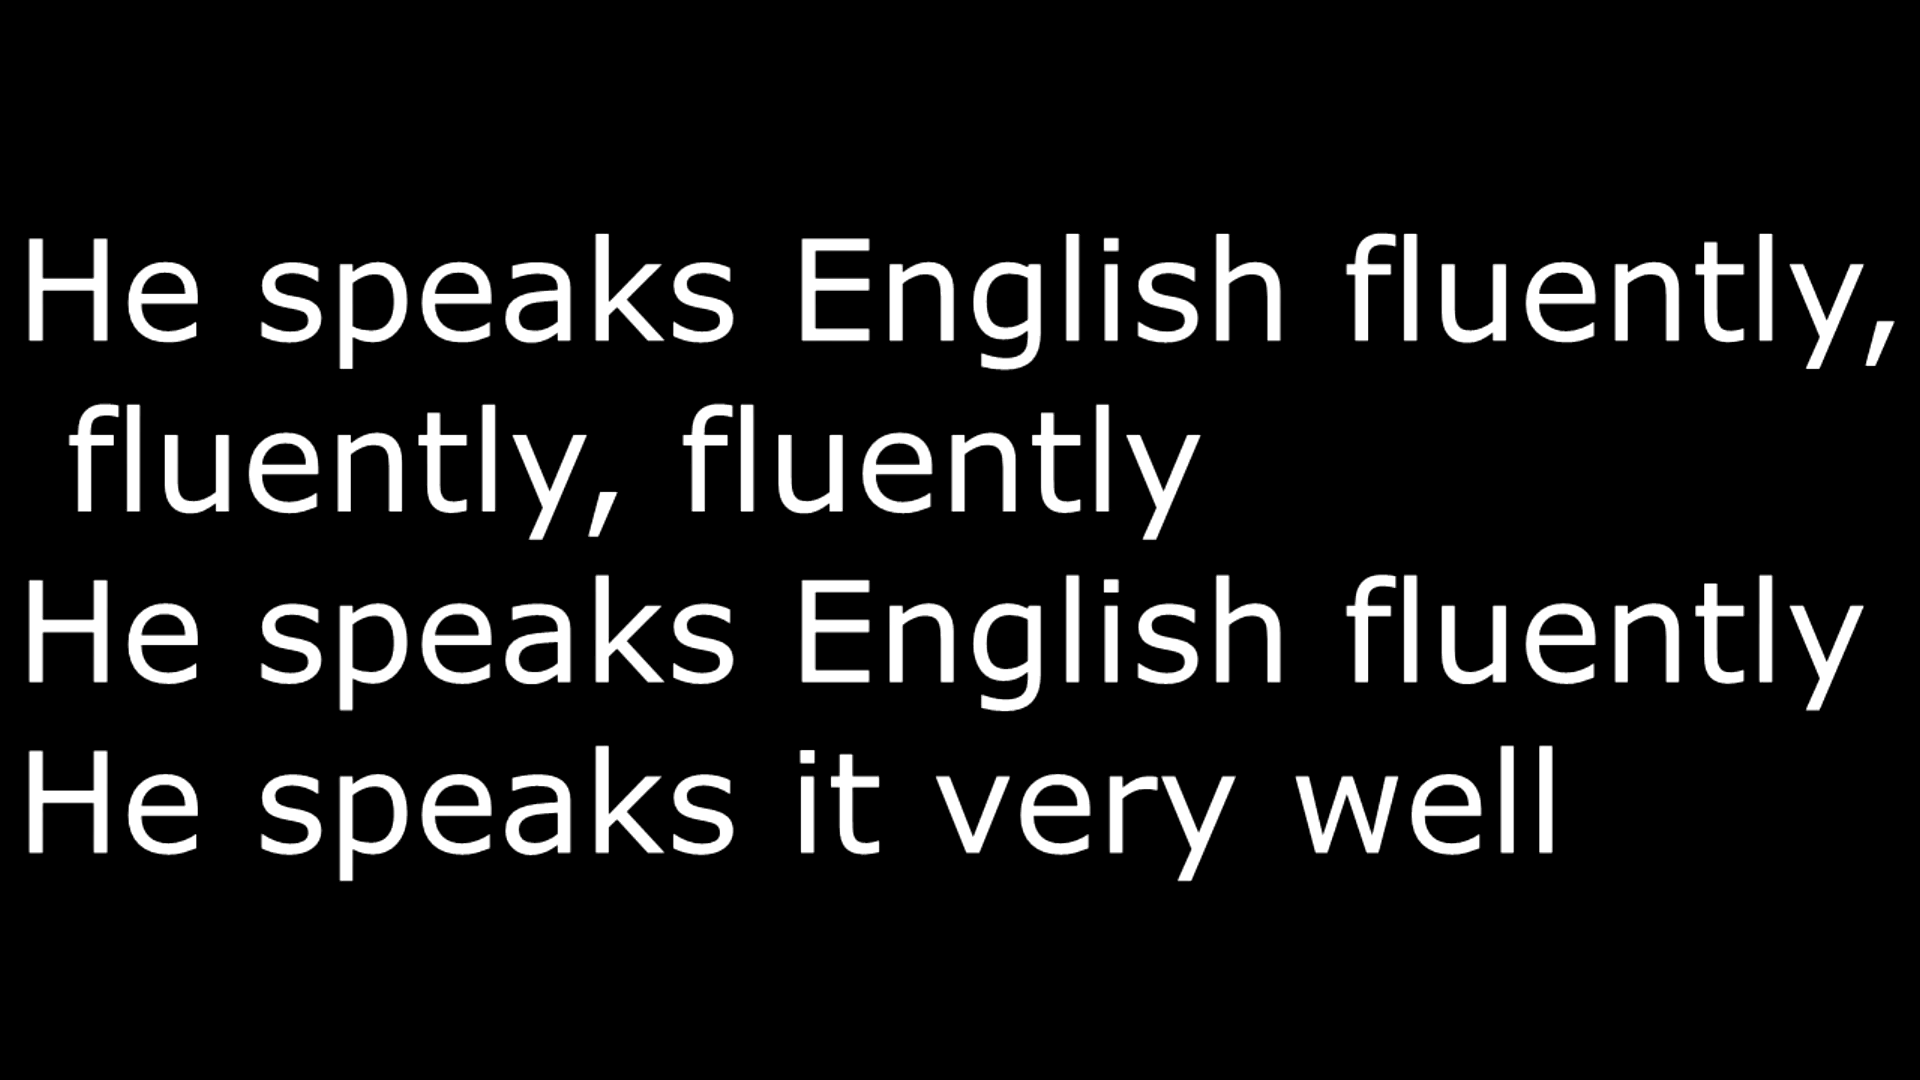 He speaks English fluently,
fluently, fluently
He speaks English fluently
He speaks it very well